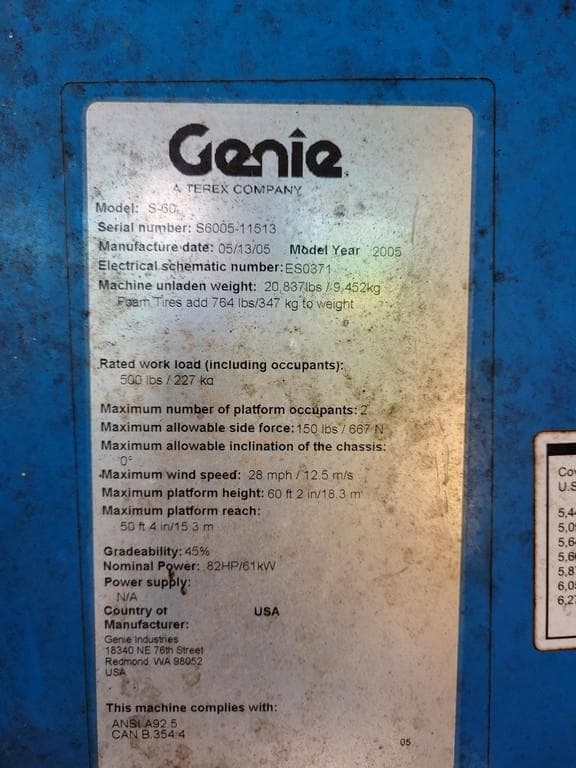 Genie
A TEREX COMPANY
Model: S-60
Serial number: S6005-11513
Manufacture date: 05/13/05 Model Year 2005
Electrical schematic number: ES0371
Machine unladen weight: 20,837lbs / 9,452kg
Foam Tires add 764 lbs/347 kg to weight
Rated work load (including occupants):
500 lbs / 227 kg
Maximum number of platform occupants: 2
Maximum allowable side force: 150 lbs / 667 N
Maximum allowable inclination of the chassis:
0°
Maximum wind speed: 28 mph / 12.5 m/s
Maximum platform height: 60 ft 2 in/18.3 m
Maximum platform reach:
50 ft 4 in/15.3 m
Gradeability: 45%
Nominal Power: 82HP/61kW
Power supply:
N/A
Country of USA
Manufacturer:
Genie Industries
18340 NE 76th Street
Redmond, WA 98052
USA
This machine complies with:
ANSI A92.5
CAN B.354.4
05
U.S